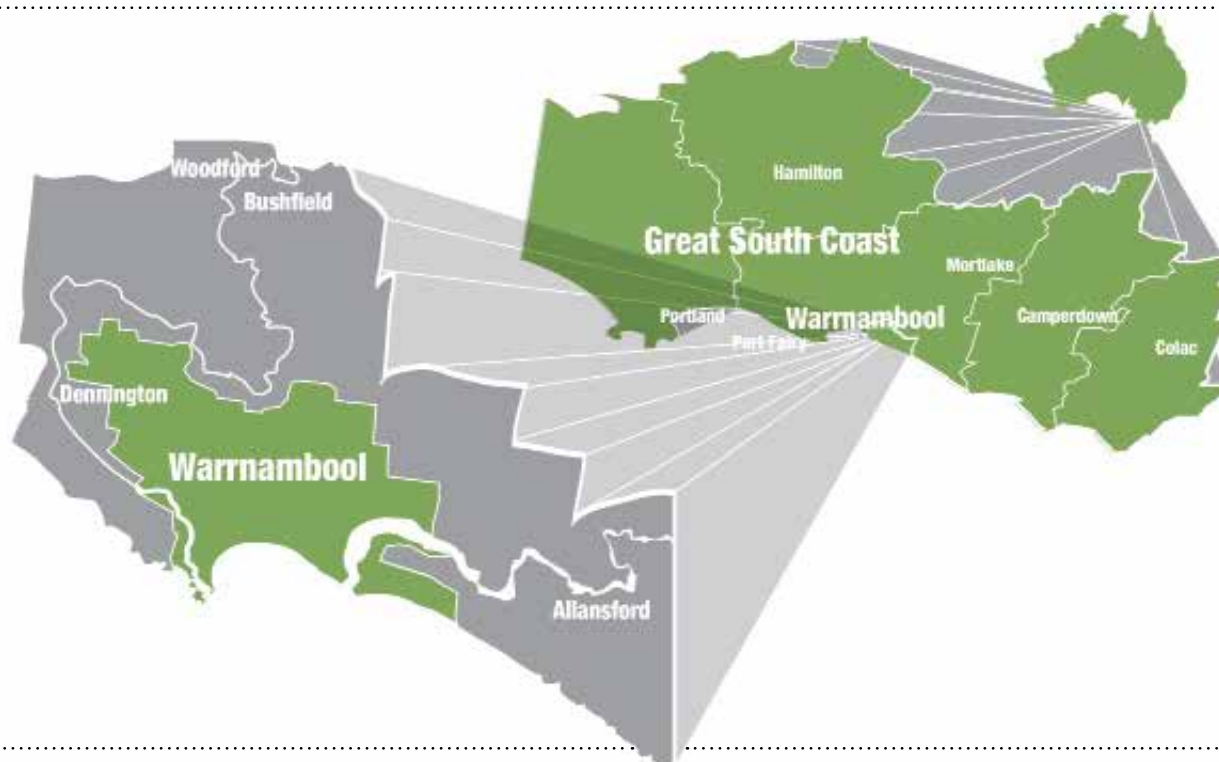 Woodford
Bushfield
Dennington
Warrnambool
Allansford
Hamilton
Great South Coast
Mortlake
Portland
Warrnambool
Camperdown
Port Fairy
Colac